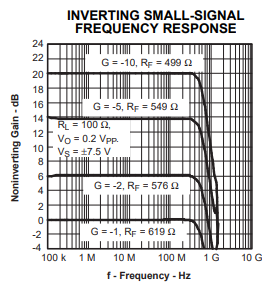 INVERTING SMALL-SIGNAL
FREQUENCY RESPONSE
24
22
20
18
16
14
12
10
8
6
4
2
0
-2
-4
Noninverting Gain - dB
G = -10, RF = 499 Ω
G = -5, RF = 549 Ω
RL = 100 Ω,
VO = 0.2 VPP.
VS = ±7.5 V
G = -2, RF = 576 Ω
G = -1, RF = 619 Ω
100 k 1 M 10 M 100 M 1 G 10 G
f - Frequency - Hz